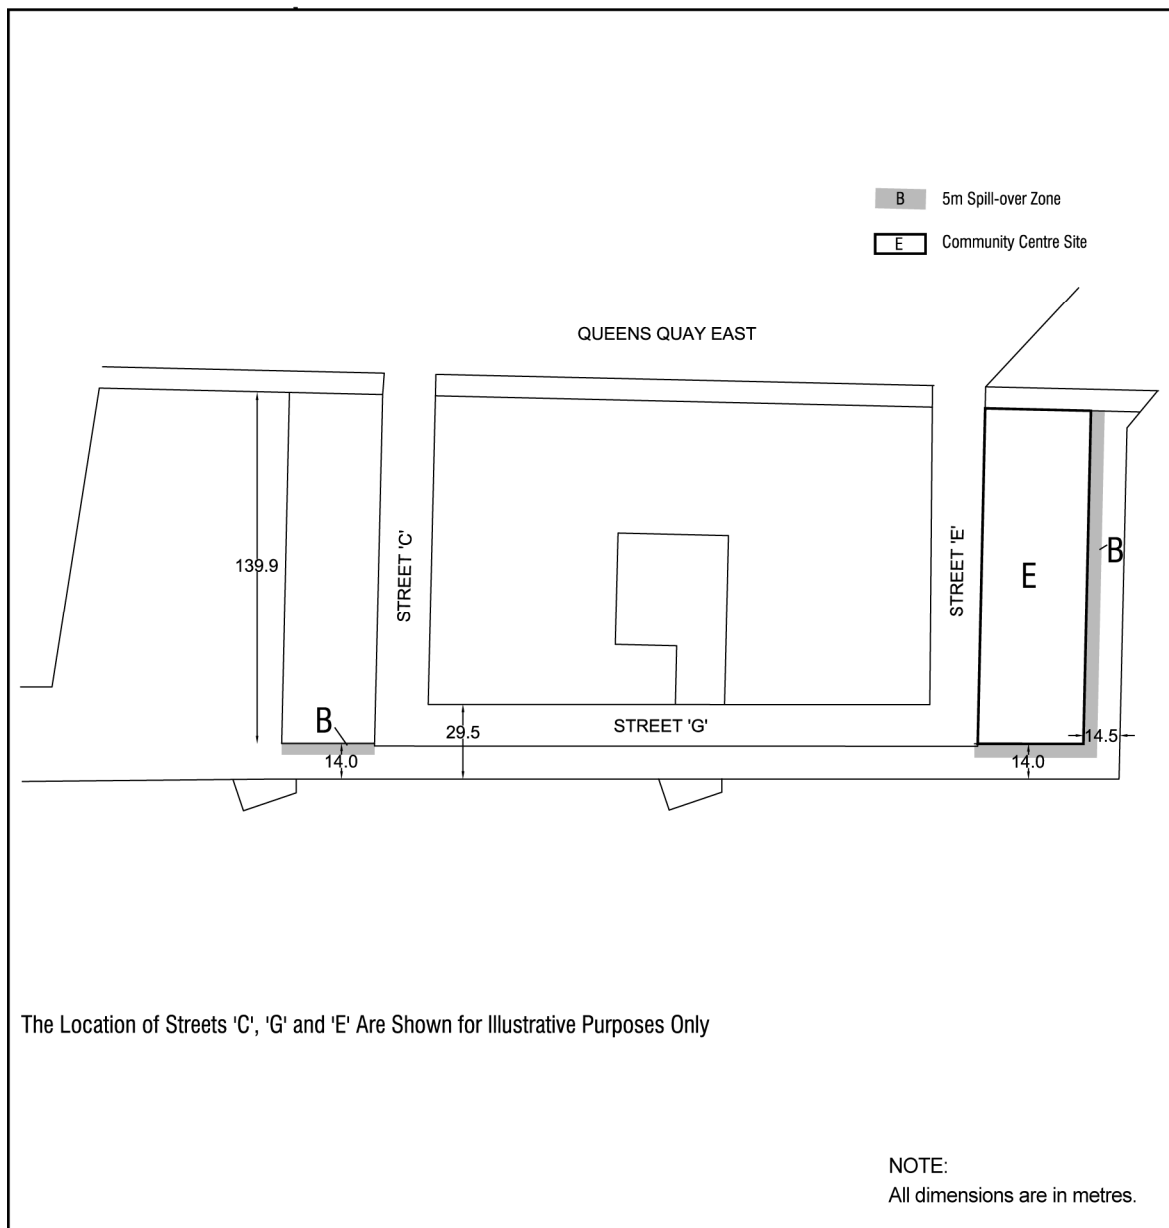 B 5m Spill-over Zone
E Community Centre Site
QUEENS QUAY EAST
139.9
STREET 'C'
STREET 'E'
E
B
B
14.0
29.5
STREET 'G'
14.5
14.0
The Location of Streets 'C', 'G' and 'E' Are Shown for Illustrative Purposes Only
NOTE:
All dimensions are in metres.